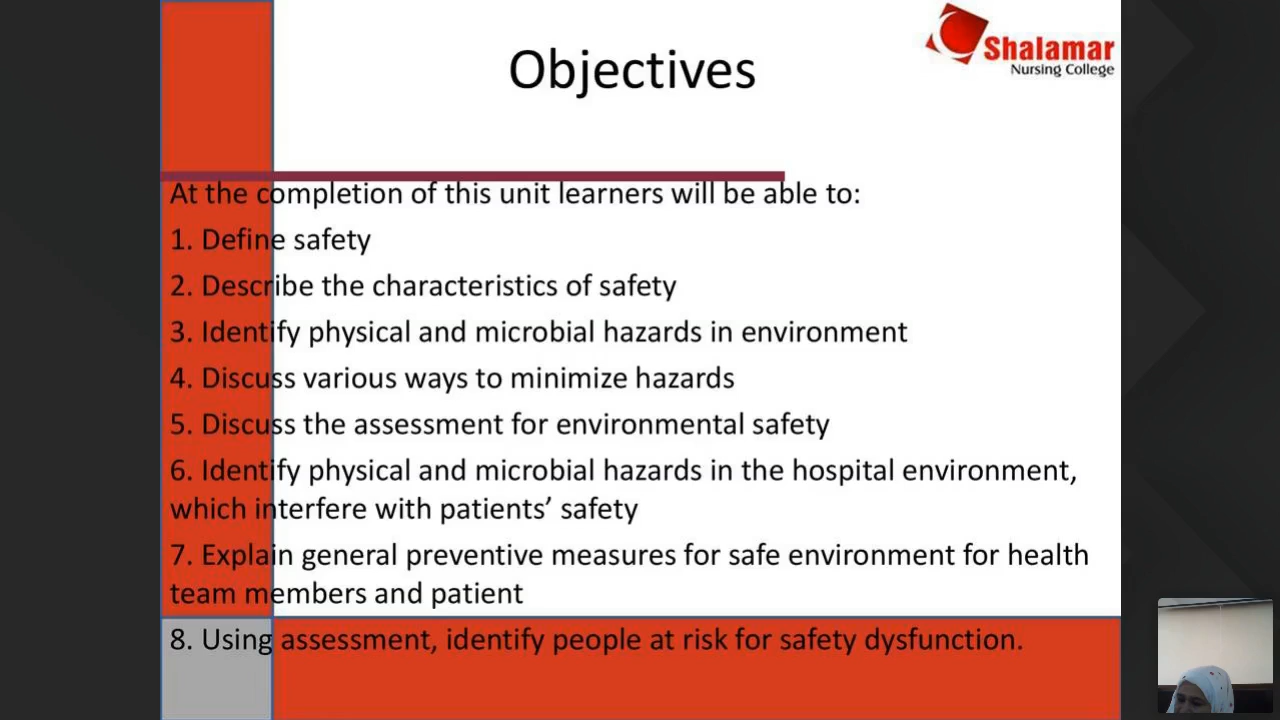 Shalamar
Nursing College
Objectives
At the completion of this unit learners will be able to:
1. Define safety
2. Describe the characteristics of safety
3. Identify physical and microbial hazards in environment
4. Discuss various ways to minimize hazards
5. Discuss the assessment for environmental safety
6. Identify physical and microbial hazards in the hospital environment,
which interfere with patients’ safety
7. Explain general preventive measures for safe environment for health
team members and patient
8. Using assessment, identify people at risk for safety dysfunction.